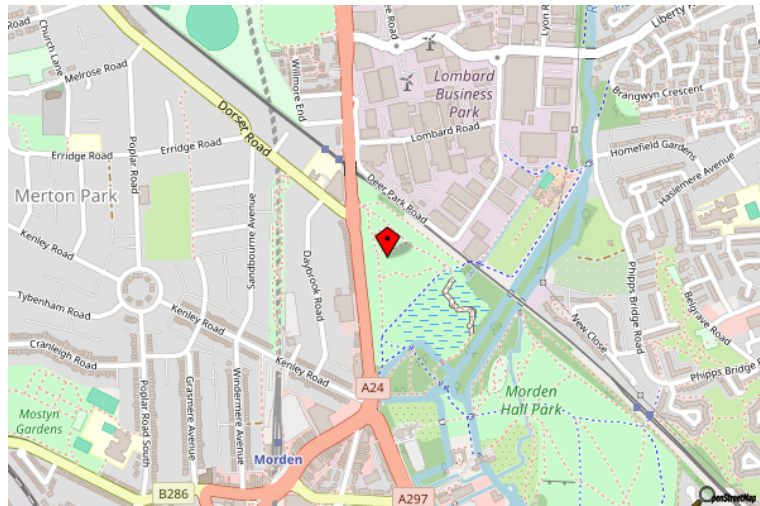 Church Lane
Melrose Road
Willmore End
ee Road
Lyon R
R
Liberty
Lombard
Business
Park
Brangwyn Crescent
Dorset Road
Lombard Road
Erridge Road
Erridge Road
Poplar Road
Homefield Gardens
Haslemere Avenue
Merton Park
Deer Park Road
Sandbourne Avenue
Kenley Road
Daybrook Road
Phipps Bridge Road
Belgrave Road
Tybenham Road
Kenley Road
New Close
Cranleigh Road
Kenley Road
A24
Phipps Bridge R
Poplar Road South
Grasmere Avenue
Windermere Avenue
Morden
Hall Park
Mostyn
Gardens
Morden
B286
A297
OpenStreetMap